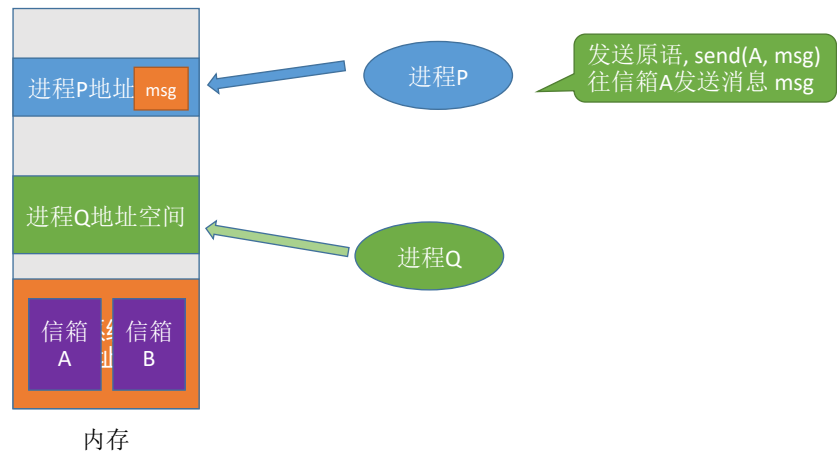 进程P地址
msg
进程P
发送原语, send(A, msg)
往信箱A发送消息 msg
进程Q地址空间
进程Q
信箱
A
信箱
B
内存